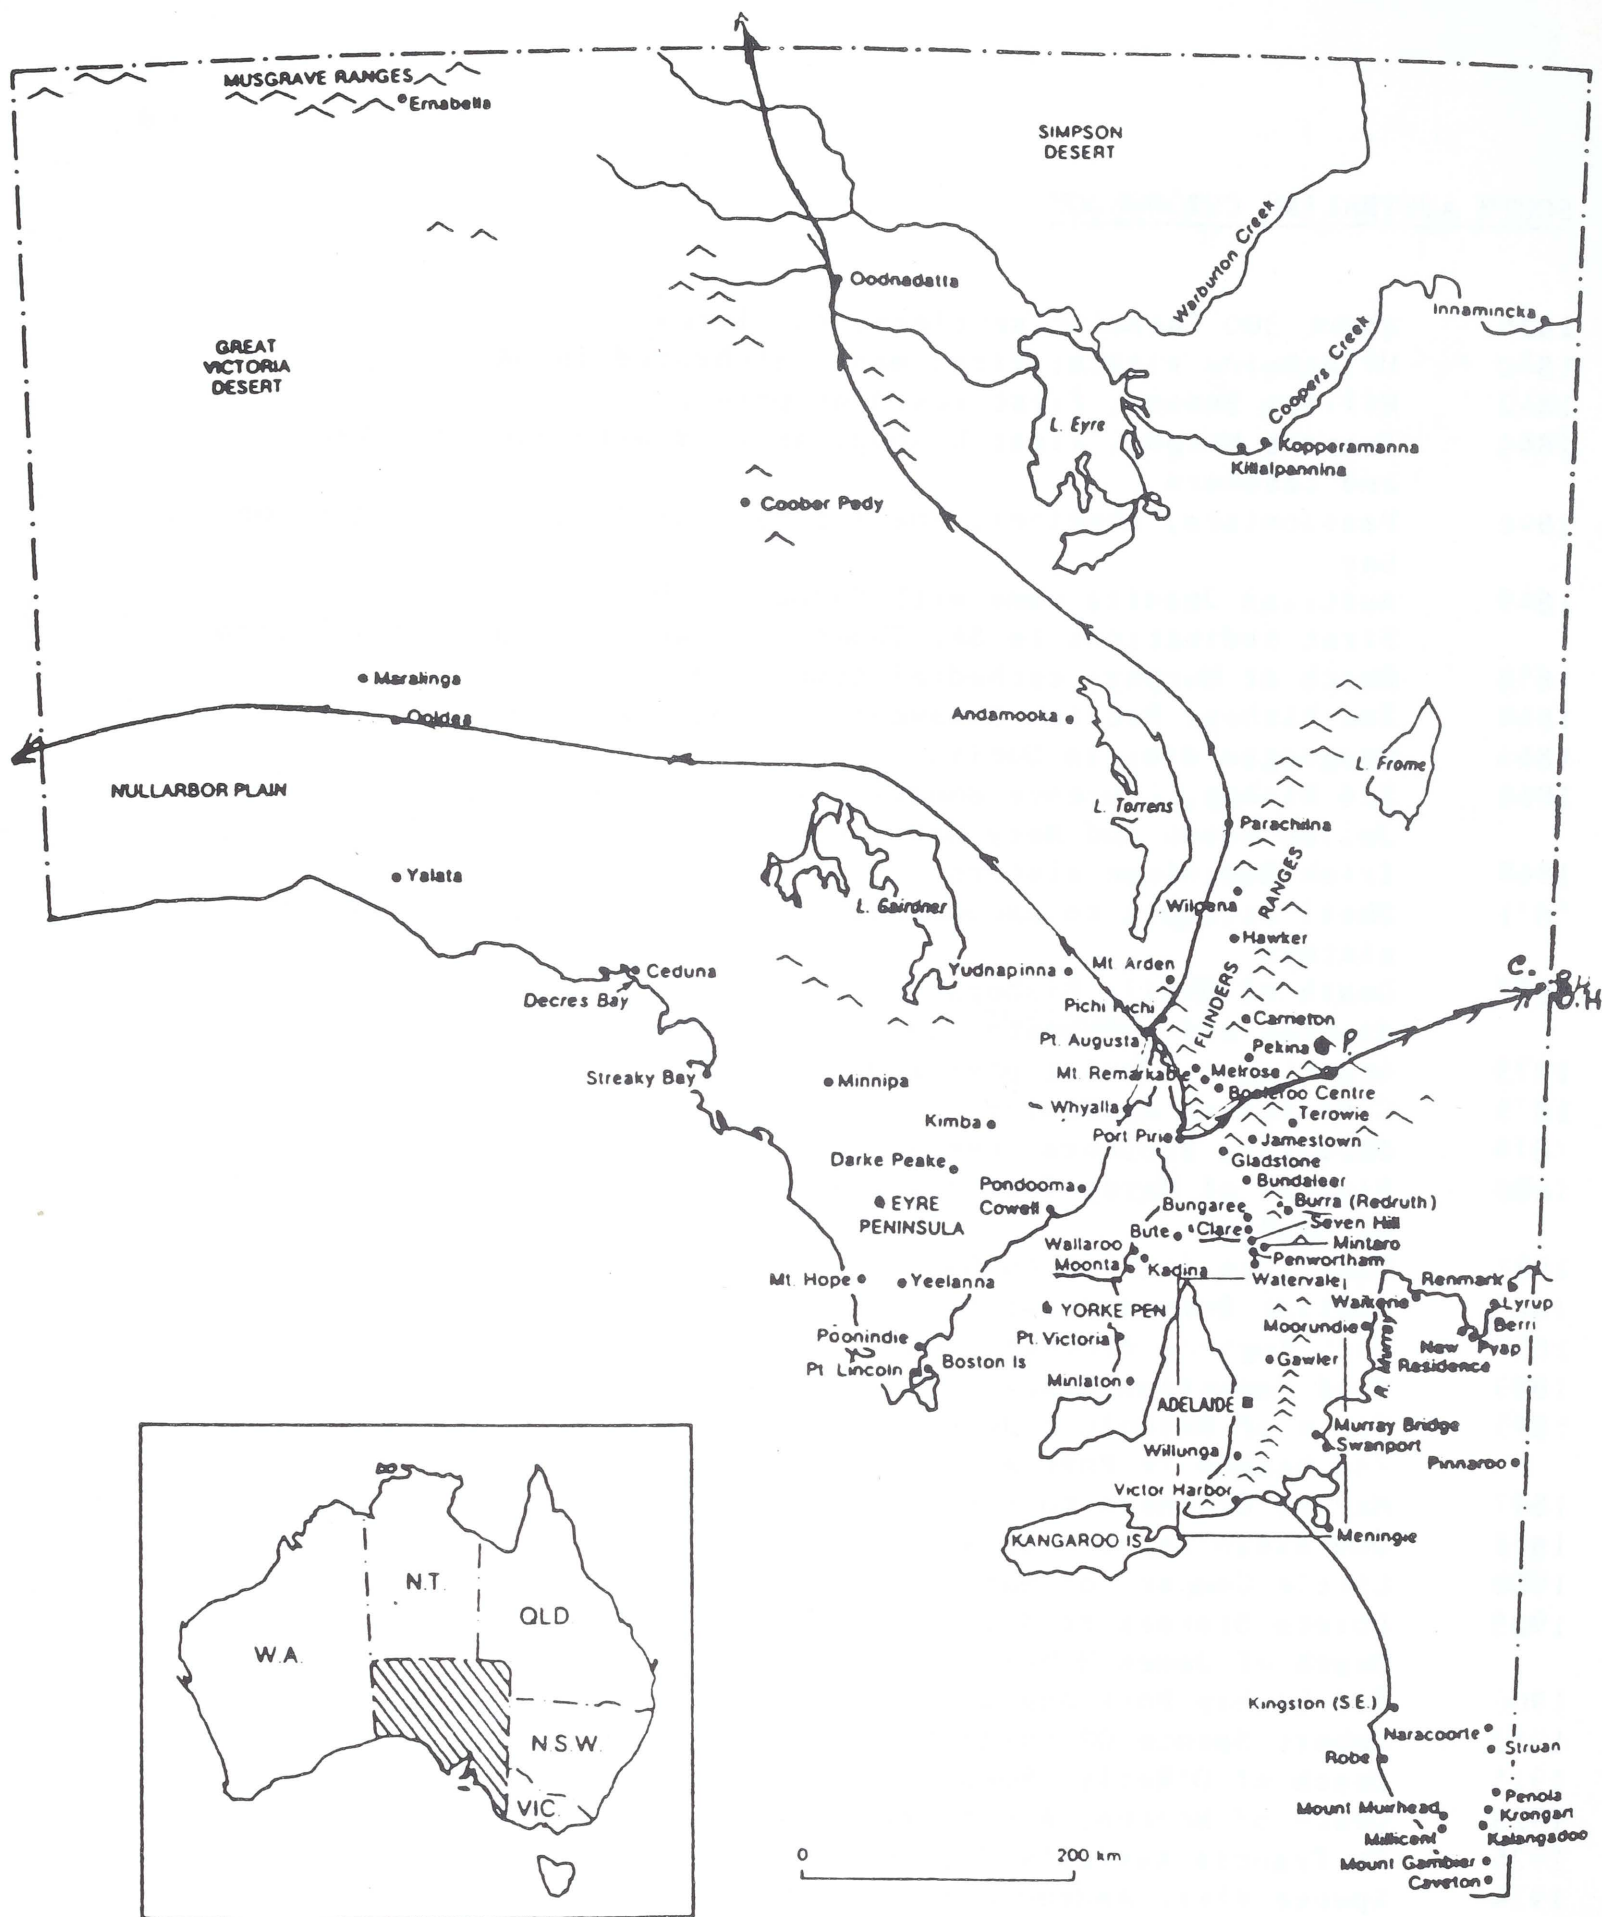 MUSGRAVE RANGES
Ernabella
SIMPSON
DESERT
Warburton Creek
Oodnadatta
Innamincka
GREAT
VICTORIA
DESERT
Coopers Creek
L. Eyre
Kopperamanna
Killalpannina
Coober Pedy
Maralinga
Ooldea
Andamooka
L. Frome
NULLARBOR PLAIN
L. Torrens
Parachilna
Yalata
RANGES
Wilpena
L. Gairdner
Hawker
Ceduna
Yudnapinna
Mt. Arden
C.
B.H.
Decres Bay
FLINDERS
Pichi Richi
Carneton
Pt. Augusta
Pekina
P.
Streaky Bay
Minnipa
Mt. Remarkable
Melrose
Booleroo Centre
Whyalla
Terowie
Kimba
Port Pirie
Jamestown
Darke Peake
Gladstone
Pondooma
Bundaleer
Cowell
EYRE
PENINSULA
Bungaree
Burra (Redruth)
Bute
Clare
Seven Hill
Wallaroo
Mintaro
Moonta
Kadina
Penwortham
Mt. Hope
Yeelanna
Watervale
Renmark
Waikerie
Lyrup
YORKE PEN
Moorundie
Berri
Poonindie
Pt. Victoria
R. Murray
New
Residence
Pyap
Pt Lincoln
Boston Is
Gawler
Minlaton
ADELAIDE
Murray Bridge
Swanport
Willunga
Pinnaroo
Victor Harbor
KANGAROO IS
Meningie
N.T.
QLD
W.A.
Kingston (S.E.)
N.S.W.
Naracoorte
Struan
Robe
VIC.
Penola
Mount Muirhead
Krongart
Millicent
Kalangadoo
0
200 km
Mount Gambier
Caveton